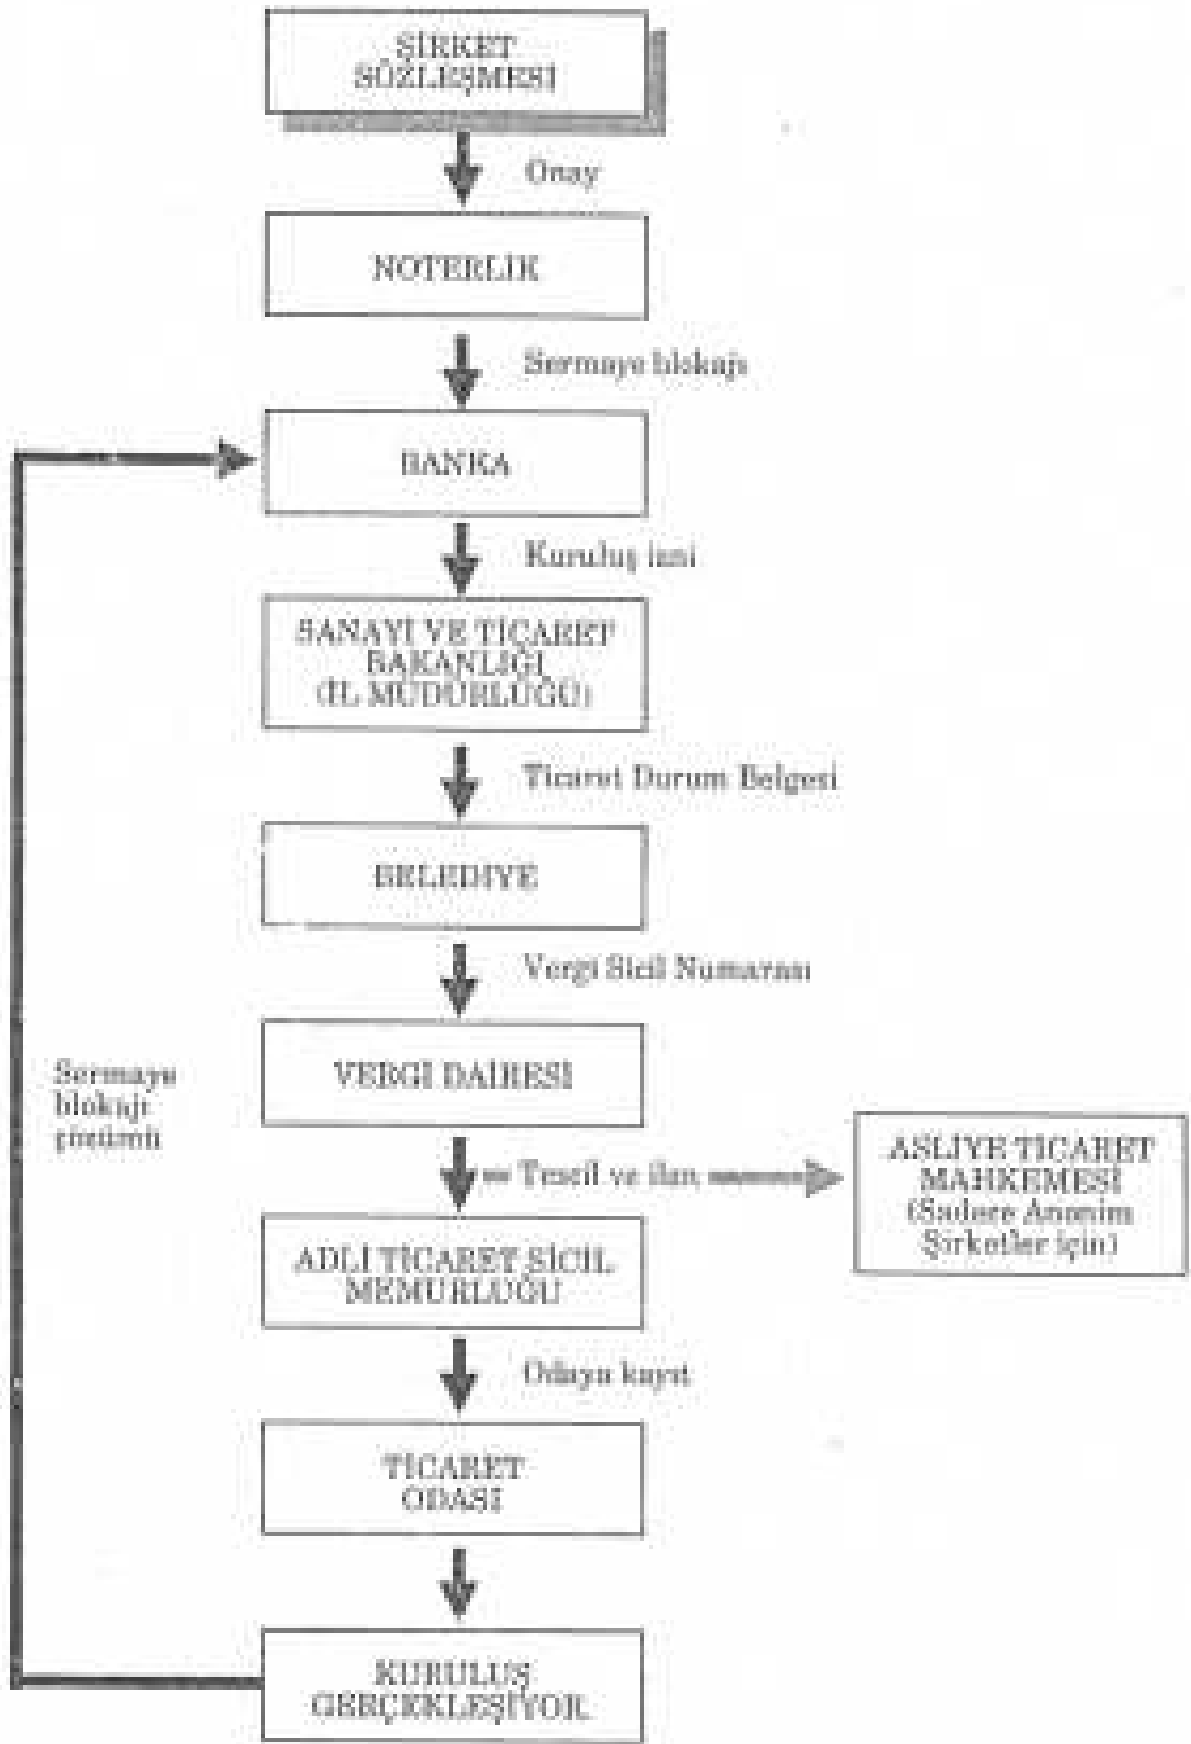 ŞİRKET
SÖZLEŞMESİ
Onay
NOTERLİK
Sermaye blokajı
BANKA
Kuruluş izni
SANAYİ VE TİCARET
BAKANLIĞI
(İL MÜDÜRLÜĞÜ)
Ticaret Durum Belgesi
BELEDİYE
Vergi Sicil Numarası
VERGİ DAİRESİ
Sermaye
blokajı
çözümü
Tescil ve ilan
ASLİYE TİCARET
MAHKEMESİ
(Sadece Anonim
Şirketler için)
ADLİ TİCARET SİCİL
MEMURLUĞU
Odaya kayıt
TİCARET
ODASI
KURULUŞ
GERÇEKLEŞİYOR